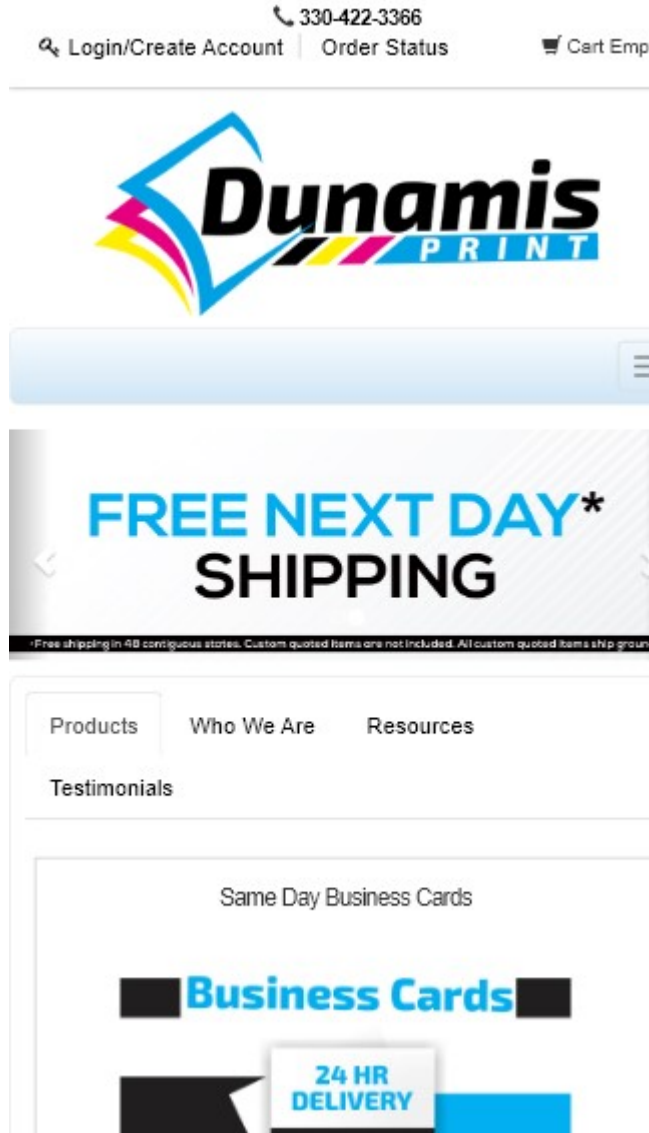 330-422-3366
Login/Create Account Order Status Cart Emp
Dunamis
PRINT
FREE NEXT DAY*
SHIPPING
*Free shipping in 48 contiguous states. Custom quoted items are not included. All custom quoted items ship groun
Products Who We Are Resources
Testimonials
Same Day Business Cards
Business Cards
24 HR
DELIVERY